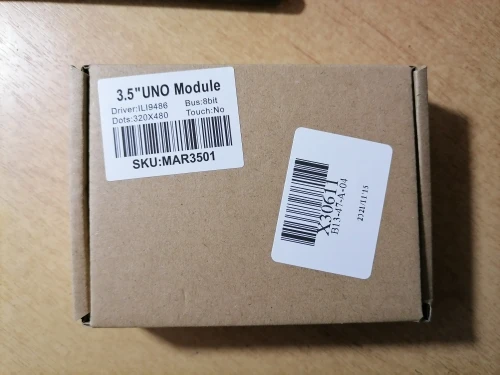 3.5"UNO Module
Driver:ILI9486 Bus:8bit
Dots:320X480 Touch:No
SKU:MAR3501
X30611
B13-47-A-04
2321/11/15